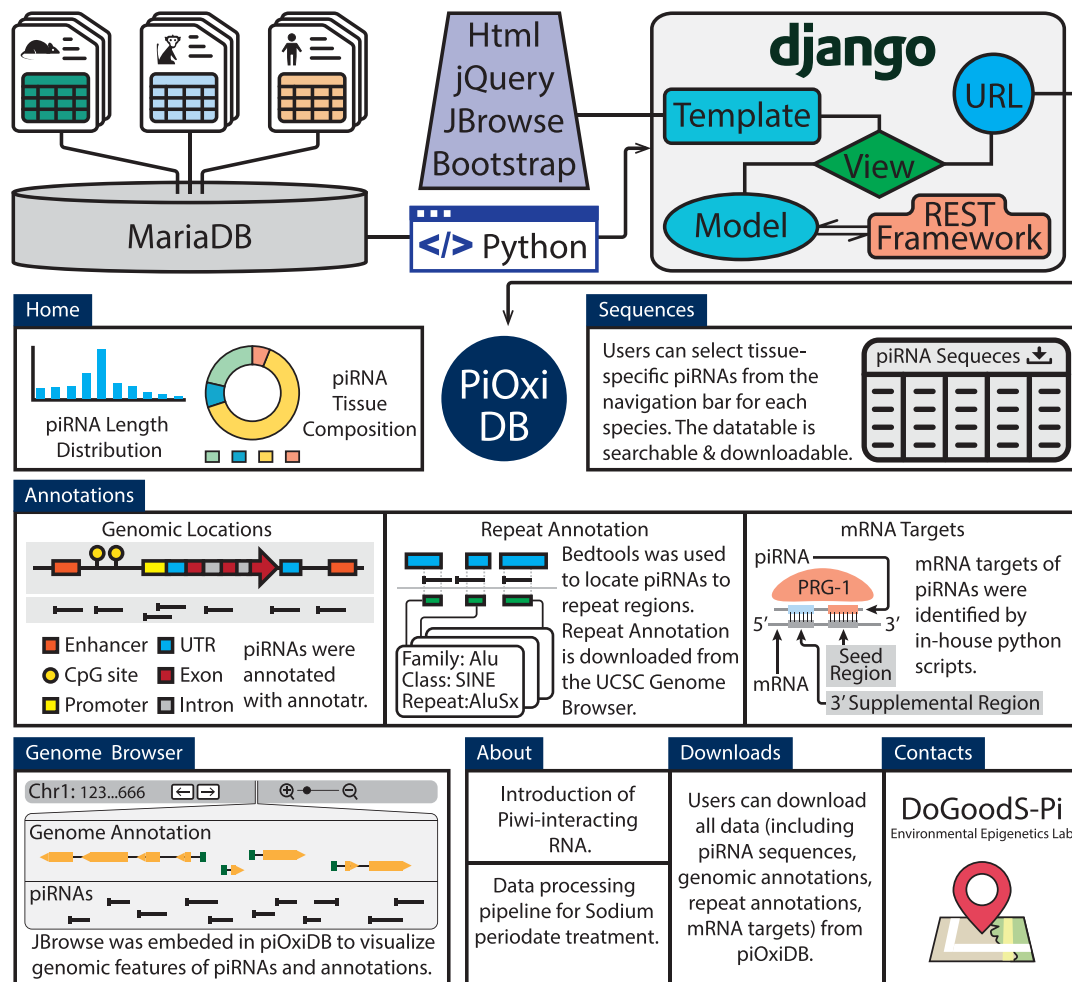 Html
jQuery
JBrowse
Bootstrap
django
Template
URL
View
Model
REST
Framework
MariaDB
</> Python
Home
piRNA Length
Distribution
piRNA
Tissue
Composition
PiOxi
DB
Sequences
Users can select tissue-
specific piRNAs from the
navigation bar for each
species. The datatable is
searchable & downloadable.
piRNA Sequeces
Annotations
Genomic Locations
Enhancer
UTR
CpG site
Exon
Promoter
Intron
piRNAs were
annotated
with annotatr.
Repeat Annotation
Bedtools was used
to locate piRNAs to
repeat regions.
Repeat Annotation
is downloaded from
the UCSC Genome
Browser.
Family: Alu
Class: SINE
Repeat:AluSx
mRNA Targets
piRNA
PRG-1
5’
3’
Seed
Region
mRNA
3’ Supplemental Region
mRNA targets of
piRNAs were
identified by
in-house python
scripts.
Genome Browser
Chr1: 123...666
Genome Annotation
piRNAs
JBrowse was embeded in piOxiDB to visualize
genomic features of piRNAs and annotations.
About
Introduction of
Piwi-interacting
RNA.
Data processing
pipeline for Sodium
periodate treatment.
Downloads
Users can download
all data (including
piRNA sequences,
genomic annotations,
repeat annotations,
mRNA targets) from
piOxiDB.
Contacts
DoGoodS-Pi
Environmental Epigenetics Lab